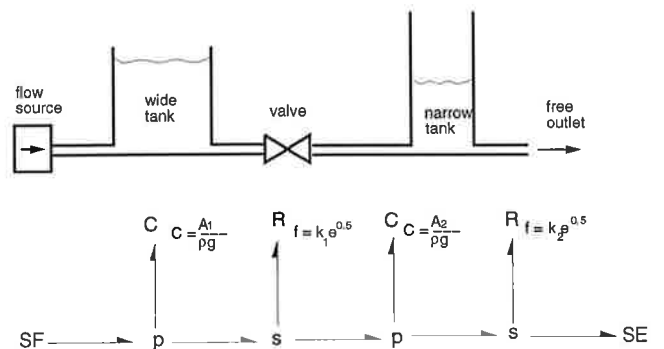 flow
source
wide
tank
valve
narrow
tank
free
outlet
C C = A1/ρg
R f = k1e^0.5
C C = A2/ρg
R f = k2e^0.5
SF p s p s SE